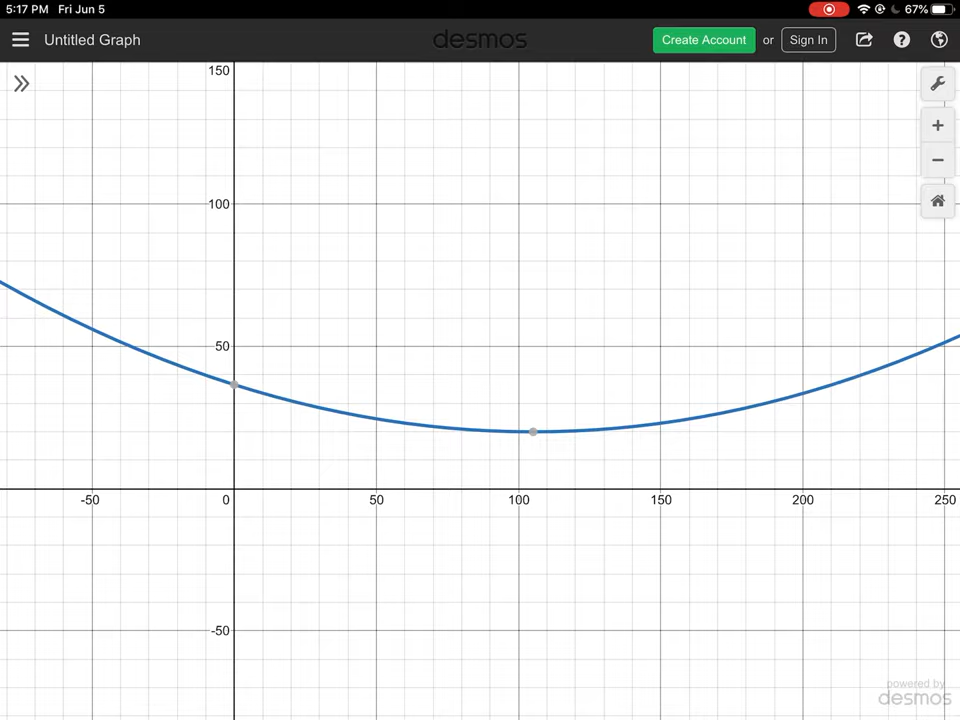 5:17 PM Fri Jun 5 67%
Untitled Graph desmos Create Account or Sign In
150
100
50
-50 0 50 100 150 200 250
-50
powered by
desmos